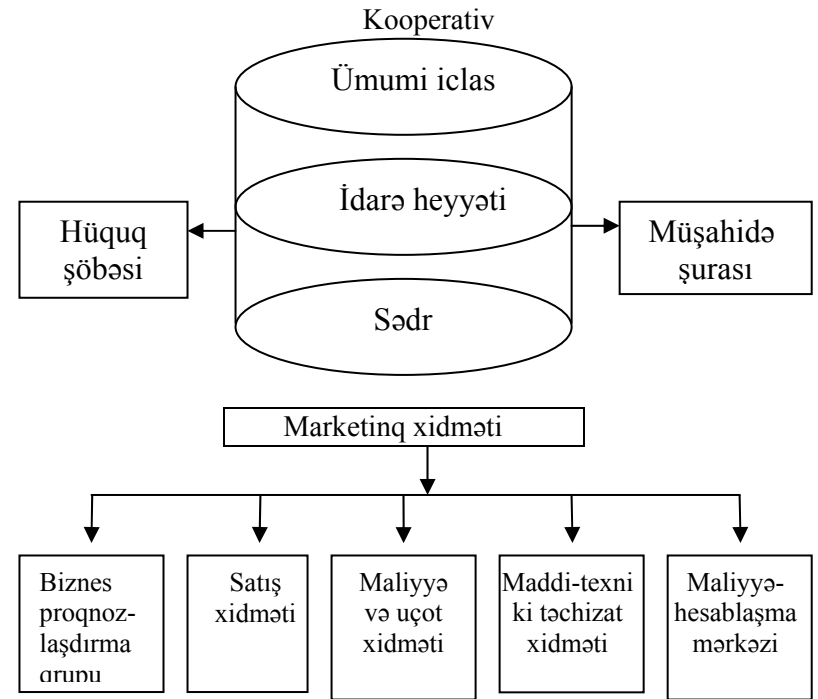 Kooperativ
Ümumi iclas
İdarə heyyəti
Hüquq
şöbəsi
Müşahidə
şurası
Sədr
Marketinq xidməti
Biznes
proqnoz-
laşdırma
qrupu
Satış
xidməti
Maliyyə
və uçot
xidməti
Maddi-texni
ki təchizat
xidməti
Maliyyə-
hesablaşma
mərkəzi